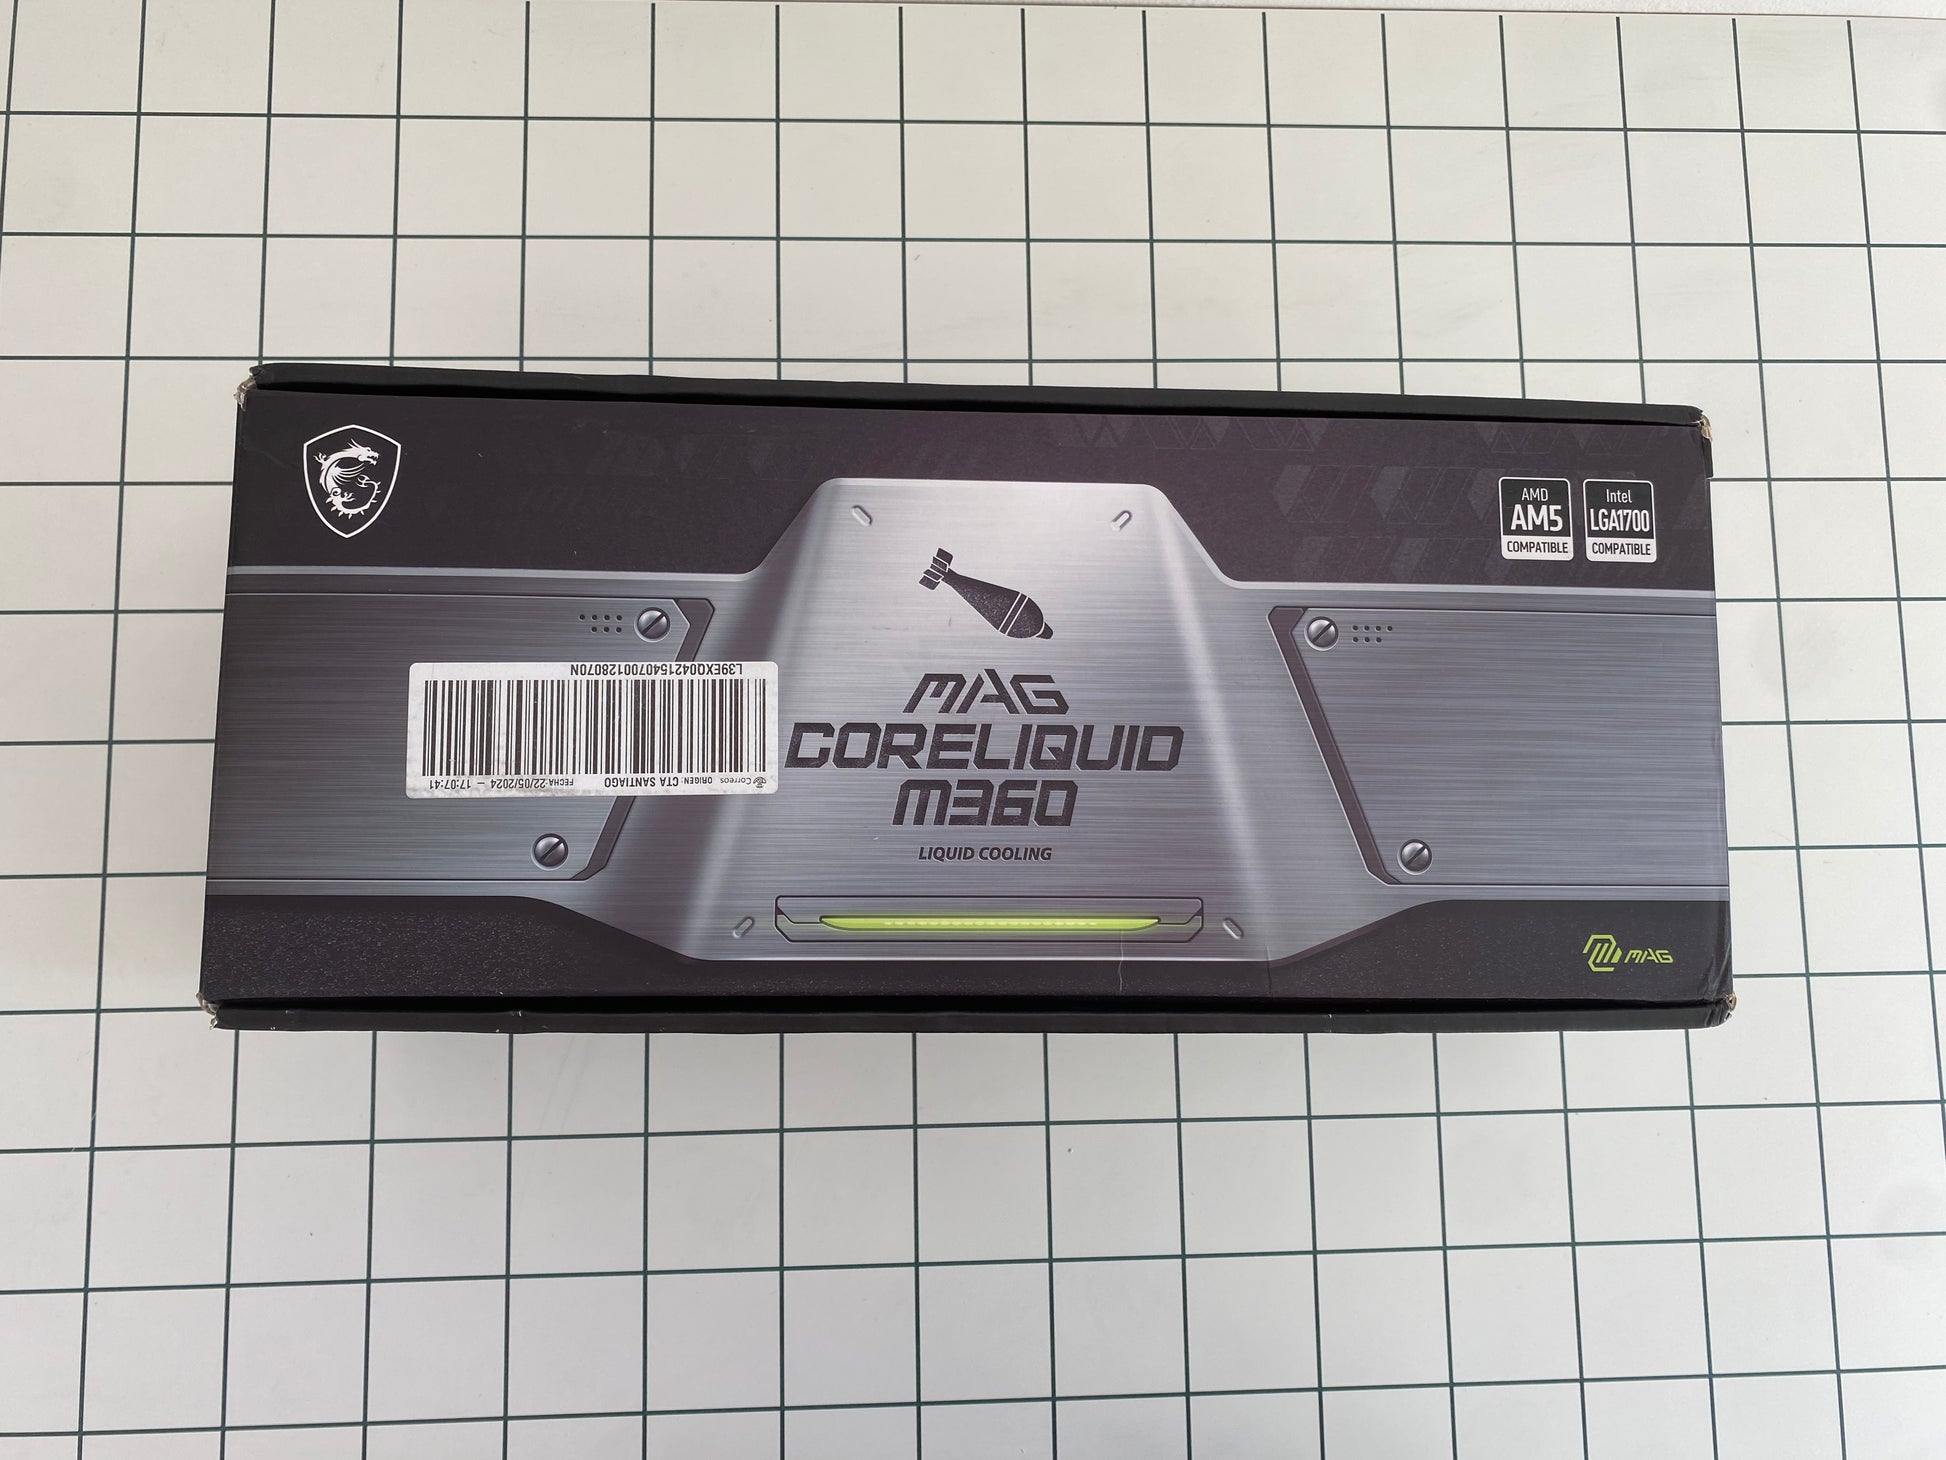 AMD
AM5
COMPATIBLE
Intel
LGA1700
COMPATIBLE
MAG
CORELIQUID
M360
LIQUID COOLING
MAG
Correos ORIGEN: CTA SANTIAGO FECHA:22/05/2024 - 17:07:41
L39EXQ0421540700128070N